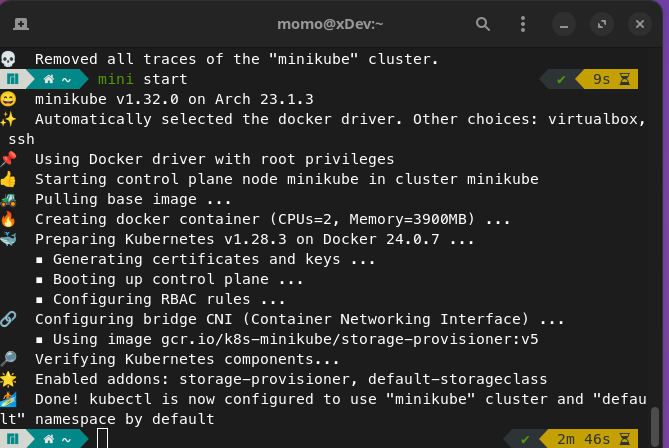 momo@xDev:~
Removed all traces of the "minikube" cluster.
~ mini start ✔ 9s
minikube v1.32.0 on Arch 23.1.3
Automatically selected the docker driver. Other choices: virtualbox,
ssh
Using Docker driver with root privileges
Starting control plane node minikube in cluster minikube
Pulling base image ...
Creating docker container (CPUs=2, Memory=3900MB) ...
Preparing Kubernetes v1.28.3 on Docker 24.0.7 ...
▪ Generating certificates and keys ...
▪ Booting up control plane ...
▪ Configuring RBAC rules ...
Configuring bridge CNI (Container Networking Interface) ...
▪ Using image gcr.io/k8s-minikube/storage-provisioner:v5
Verifying Kubernetes components...
Enabled addons: storage-provisioner, default-storageclass
Done! kubectl is now configured to use "minikube" cluster and "defau
lt" namespace by default
~ ✔ 2m 46s